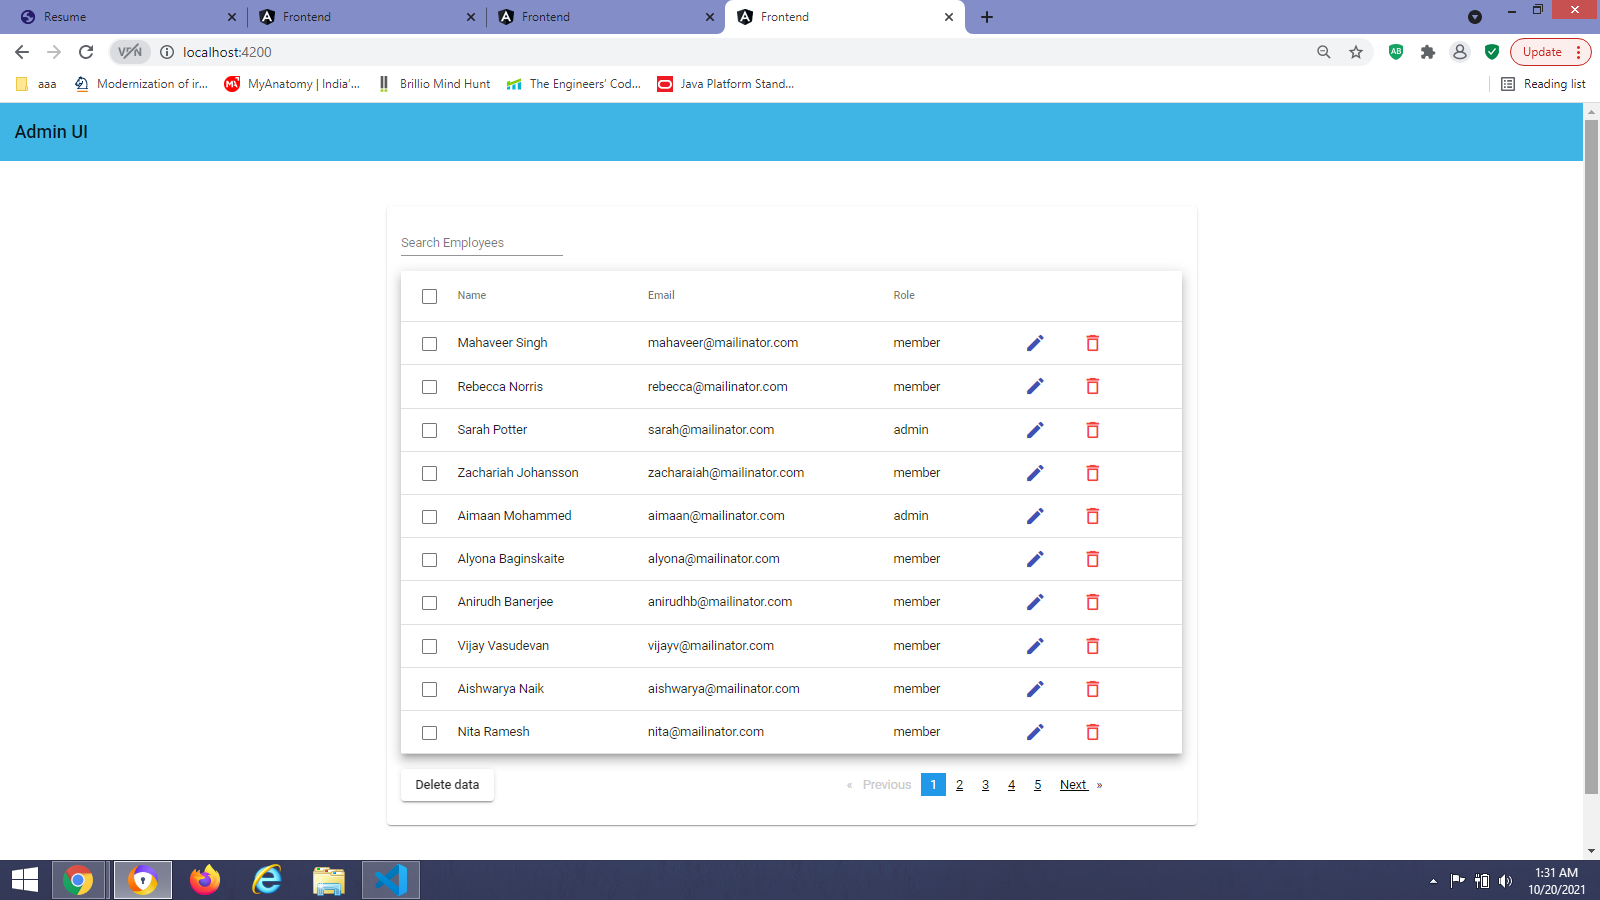 Resume Frontend Frontend Frontend
VPN localhost:4200 AB Update
aaa Modernization of ir... MyAnatomy | India'... Brillio Mind Hunt The Engineers' Cod... Java Platform Stand... Reading list
Admin UI
Search Employees
Name Email Role
Mahaveer Singh mahaveer@mailinator.com member
Rebecca Norris rebecca@mailinator.com member
Sarah Potter sarah@mailinator.com admin
Zachariah Johansson zacharaiah@mailinator.com member
Aimaan Mohammed aimaan@mailinator.com admin
Alyona Baginskaite alyona@mailinator.com member
Anirudh Banerjee anirudhb@mailinator.com member
Vijay Vasudevan vijayv@mailinator.com member
Aishwarya Naik aishwarya@mailinator.com member
Nita Ramesh nita@mailinator.com member
Delete data « Previous 1 2 3 4 5 Next »
1:31 AM
10/20/2021